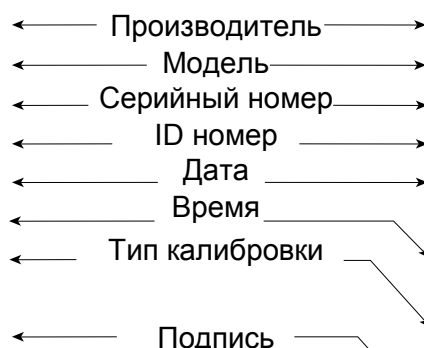 Производитель
Модель
Серийный номер
ID номер
Дата
Время
Тип калибровки
Подпись